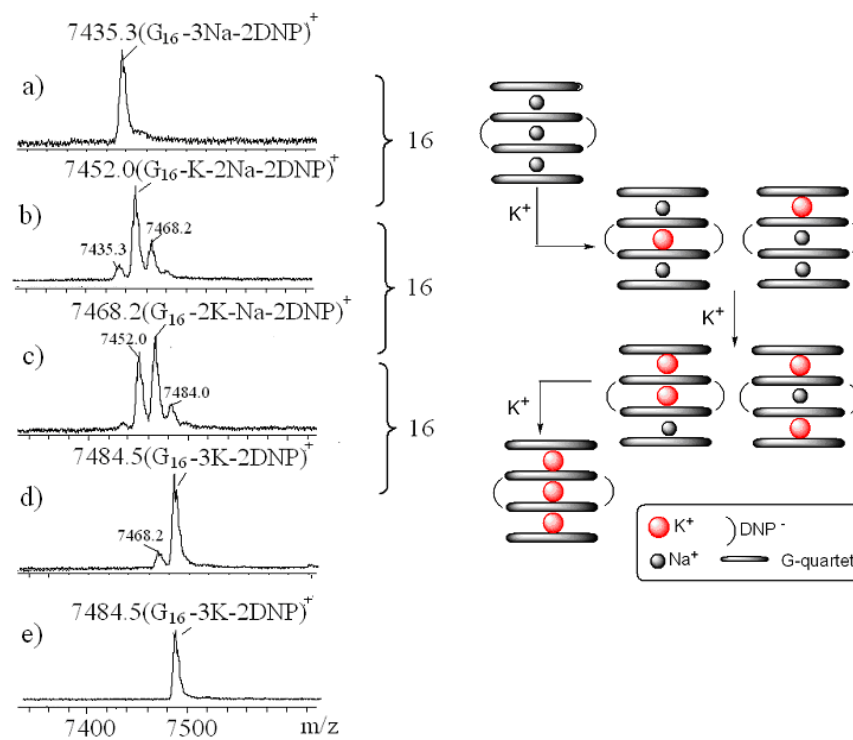 7435.3(G₁₆-3Na-2DNP)⁺
a)
16
7452.0(G₁₆-K-2Na-2DNP)⁺
b)
7435.3
7468.2
16
7468.2(G₁₆-2K-Na-2DNP)⁺
c)
7452.0
7484.0
16
7484.5(G₁₆-3K-2DNP)⁺
d)
7468.2
7484.5(G₁₆-3K-2DNP)⁺
e)
7400 7500 m/z
K⁺
K⁺
K⁺
K⁺ DNP⁻
Na⁺ G-quartet